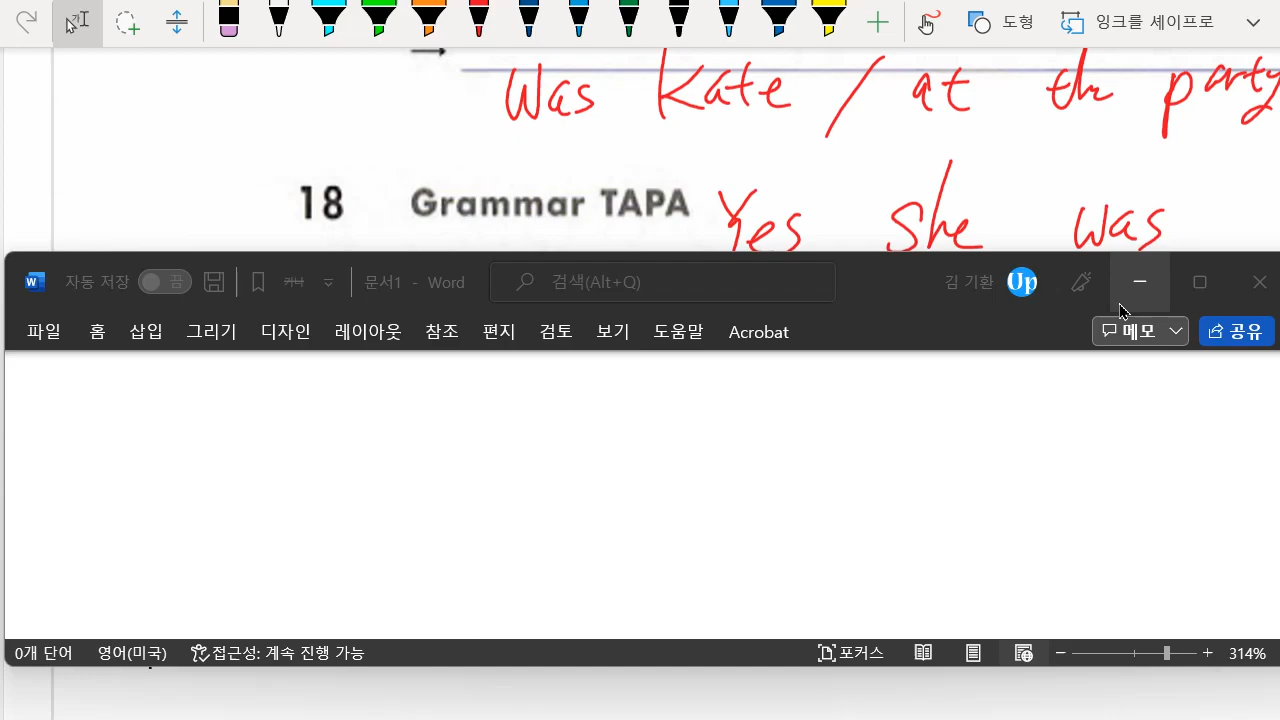 도형
잉크를 셰이프로
Was Kate / at the party
18 Grammar TAPA
Yes she was
자동 저장 끔
문서1 - Word
검색(Alt+Q)
김 기환
Up
파일 홈 삽입 그리기 디자인 레이아웃 참조 편지 검토 보기 도움말 Acrobat
메모
공유
0개 단어
영어(미국)
접근성: 계속 진행 가능
포커스
314%